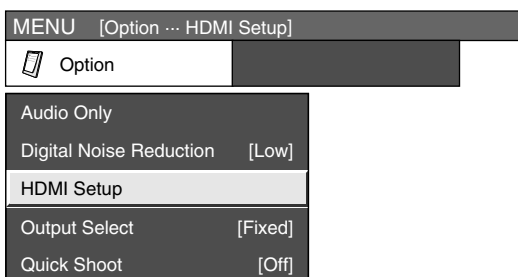 MENU [Option ··· HDMI Setup]
Option
Audio Only
Digital Noise Reduction [Low]
HDMI Setup
Output Select [Fixed]
Quick Shoot [Off]